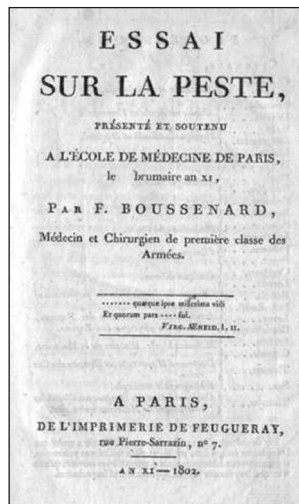 ESSAI
SUR LA PESTE,
PRÉSENTÉ ET SOUTENU
A L'ÉCOLE DE MÉDECINE DE PARIS,
le brumaire an XI,
PAR F. BOUSSENARD,
Médecin et Chirurgien de première classe des
Armées.
....... quæque ipse miserrima vidi
Et quorum pars .... fui.
VIRG. ÆNEID. l. II.
A PARIS,
DE L'IMPRIMERIE DE FEUGUERAY,
rue Pierre-Sarrazin, nº 7.
AN XI — 1802.